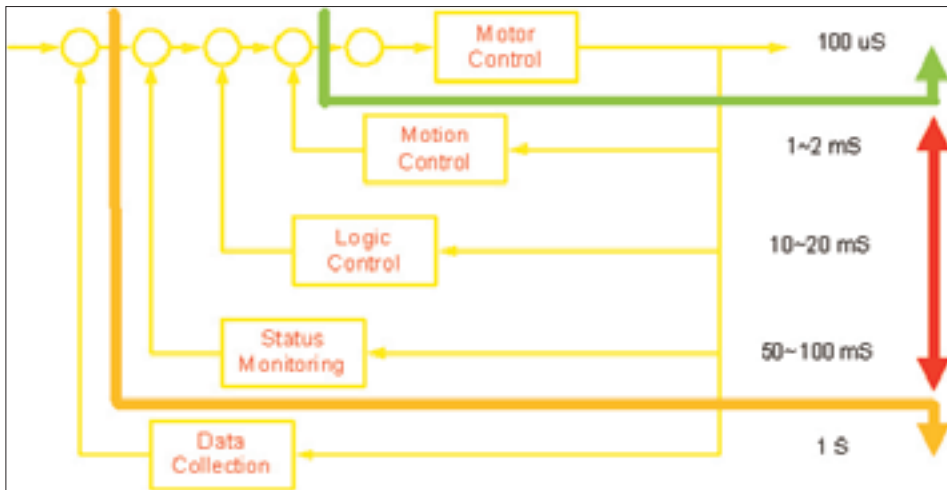 Motor
Control
100 uS
Motion
Control
1~2 mS
Logic
Control
10~20 mS
Status
Monitoring
50~100 mS
Data
Collection
1 S